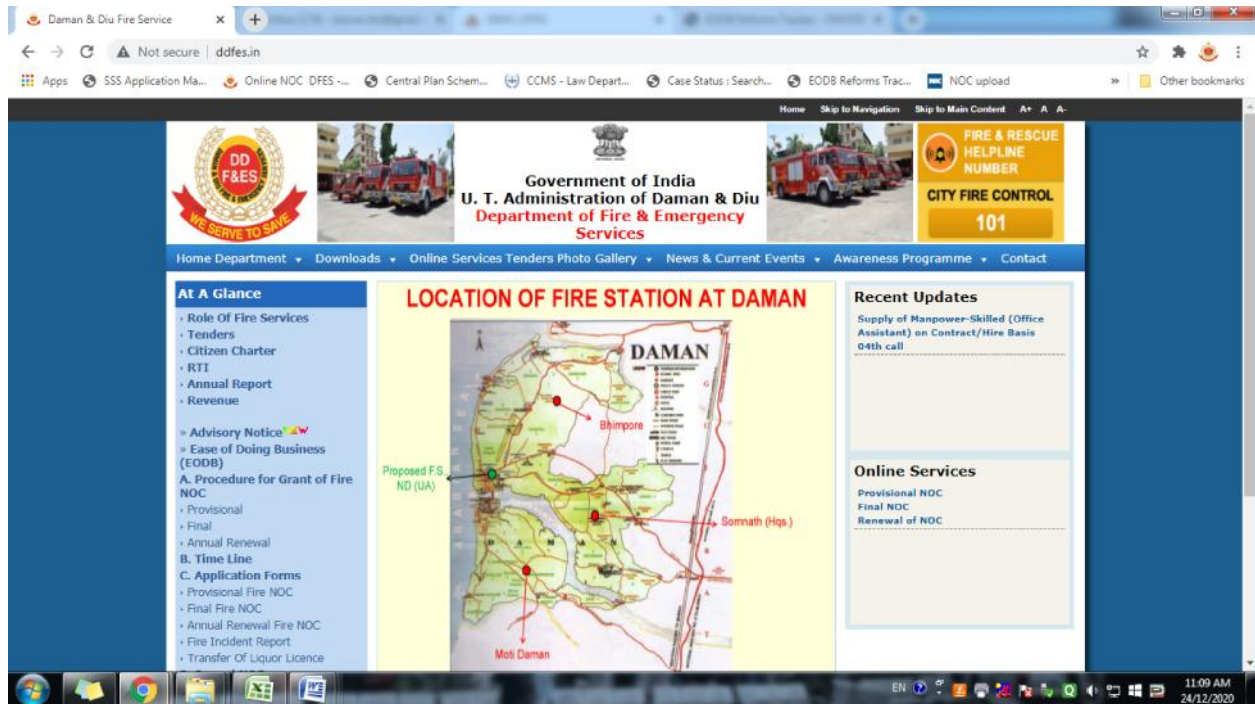 Daman & Diu Fire Service
Not secure | ddfes.in
Apps
SSS Application Ma...
Online NOC DFES -...
Central Plan Schem...
CCMS - Law Depart...
Case Status : Search...
EODB Reforms Trac...
NOC upload
Other bookmarks
Home Skip to Navigation Skip to Main Content A+ A A-
DD
F&ES
WE SERVE TO SAVE
Government of India
U. T. Administration of Daman & Diu
Department of Fire & Emergency
Services
FIRE & RESCUE
HELPLINE
NUMBER
CITY FIRE CONTROL
101
Home Department Downloads Online Services Tenders Photo Gallery News & Current Events Awareness Programme Contact
At A Glance
Role Of Fire Services
Tenders
Citizen Charter
RTI
Annual Report
Revenue
» Advisory Notice
» Ease of Doing Business
(EODB)
A. Procedure for Grant of Fire
NOC
Provisional
Final
Annual Renewal
B. Time Line
C. Application Forms
Provisional Fire NOC
Final Fire NOC
Annual Renewal Fire NOC
Fire Incident Report
Transfer Of Liquor Licence
LOCATION OF FIRE STATION AT DAMAN
DAMAN
Bhimpore
Proposed F.S.,
ND (UA)
Somnath (Hqs.)
D A M A N
Moti Daman
Recent Updates
Supply of Manpower-Skilled (Office
Assistant) on Contract/Hire Basis
04th call
Online Services
Provisional NOC
Final NOC
Renewal of NOC
EN
11:09 AM
24/12/2020